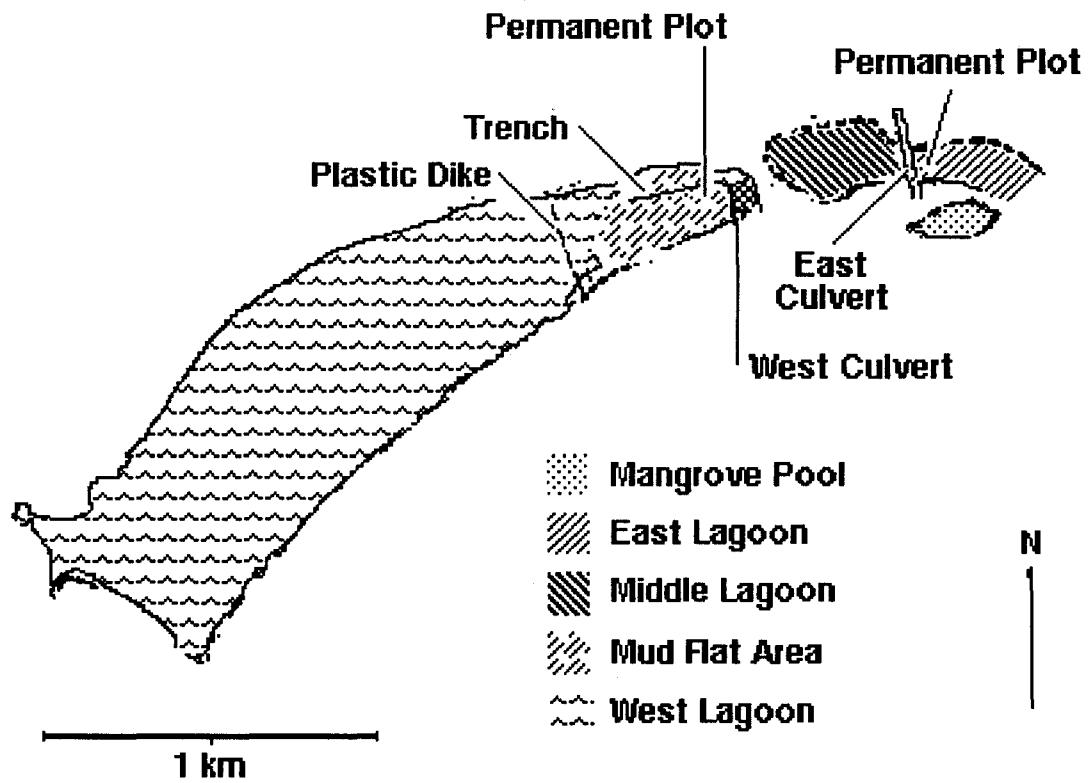 Permanent Plot
Permanent Plot
Trench
Plastic Dike
East
Culvert
West Culvert
Mangrove Pool
East Lagoon
Middle Lagoon
Mud Flat Area
West Lagoon
N
1 km